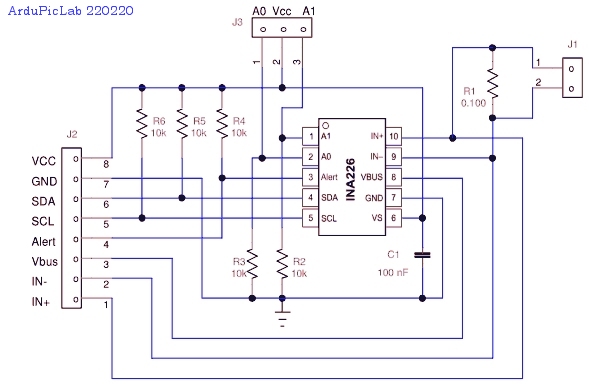 ArduPicLab 220220
A0 Vcc A1
J3
1 2 3
J1
1
2
R1
0.100
R6
10k
R5
10k
R4
10k
J2
VCC 8
GND 7
SDA 6
SCL 5
Alert 4
Vbus 3
IN- 2
IN+ 1
INA226
1 A1 IN+ 10
2 A0 IN- 9
3 Alert VBUS 8
4 SDA GND 7
5 SCL VS 6
R3
10k
R2
10k
C1
100 nF